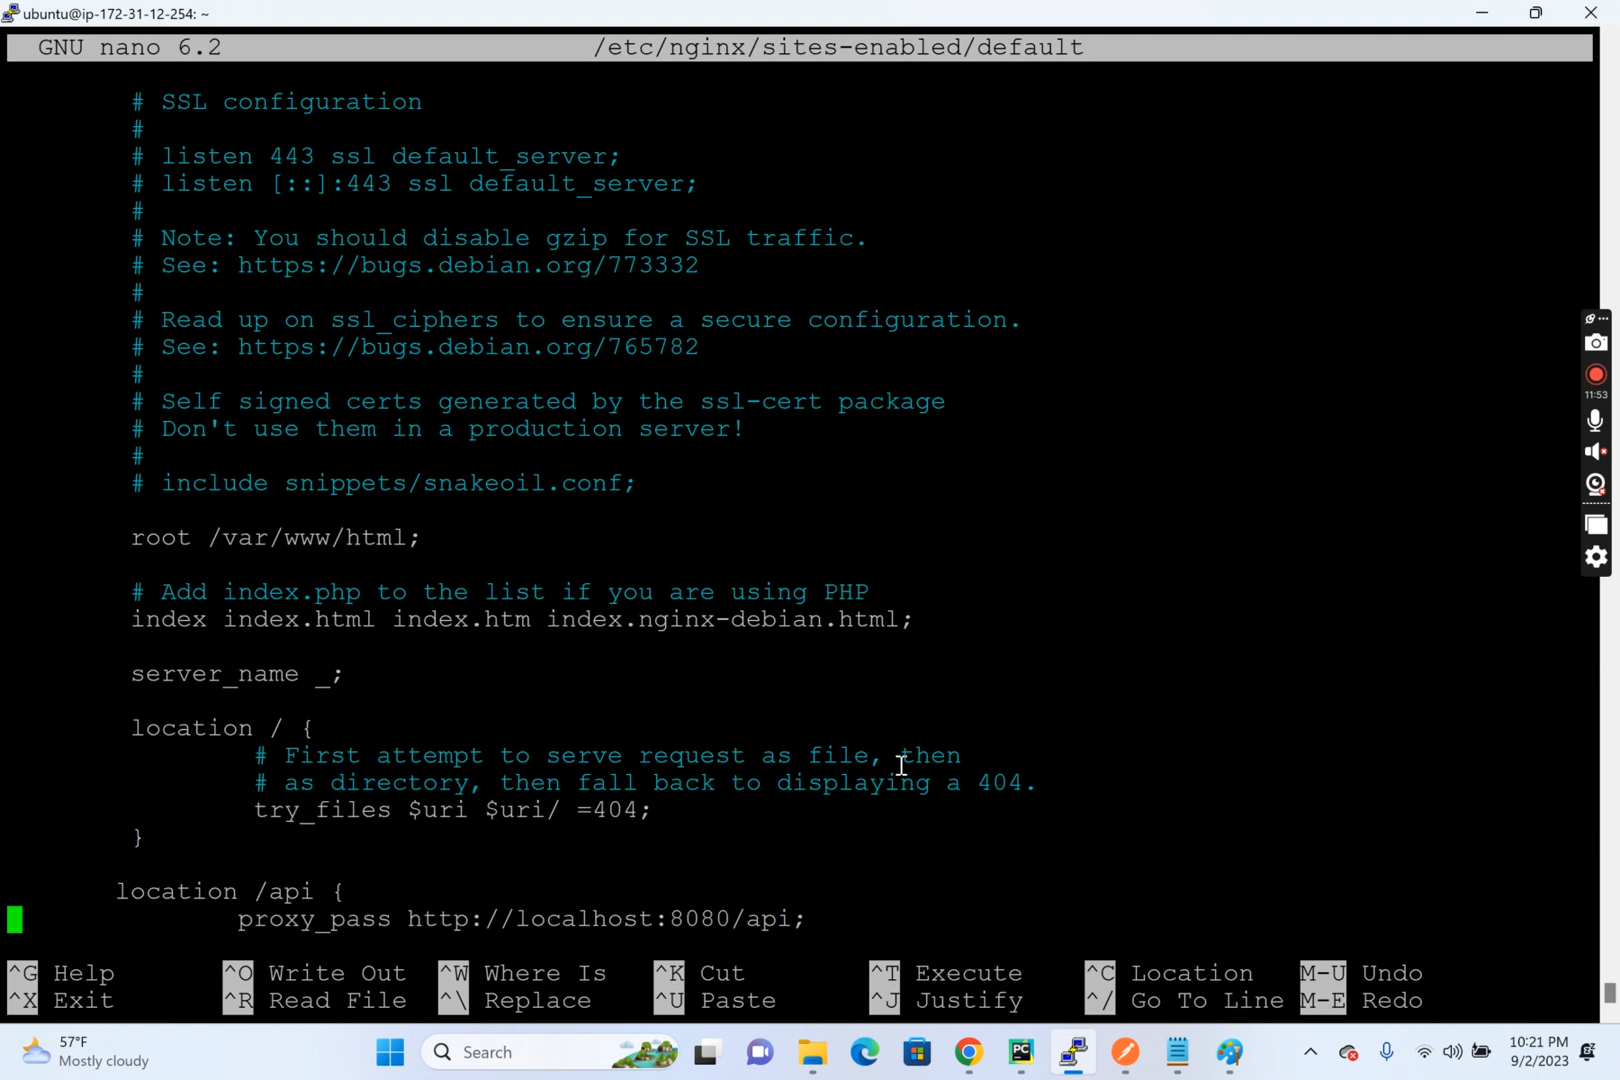 ubuntu@ip-172-31-12-254: ~
GNU nano 6.2 /etc/nginx/sites-enabled/default
# SSL configuration
#
# listen 443 ssl default_server;
# listen [::]:443 ssl default_server;
#
# Note: You should disable gzip for SSL traffic.
# See: https://bugs.debian.org/773332
#
# Read up on ssl_ciphers to ensure a secure configuration.
# See: https://bugs.debian.org/765782
#
# Self signed certs generated by the ssl-cert package
# Don't use them in a production server!
#
# include snippets/snakeoil.conf;
root /var/www/html;
# Add index.php to the list if you are using PHP
index index.html index.htm index.nginx-debian.html;
server_name _;
location / {
# First attempt to serve request as file, then
# as directory, then fall back to displaying a 404.
try_files $uri $uri/ =404;
}
location /api {
proxy_pass http://localhost:8080/api;
^G Help ^O Write Out ^W Where Is ^K Cut ^T Execute ^C Location M-U Undo
^X Exit ^R Read File ^\ Replace ^U Paste ^J Justify ^/ Go To Line M-E Redo
11:53
57°F
Mostly cloudy
Search
PC
10:21 PM
9/2/2023